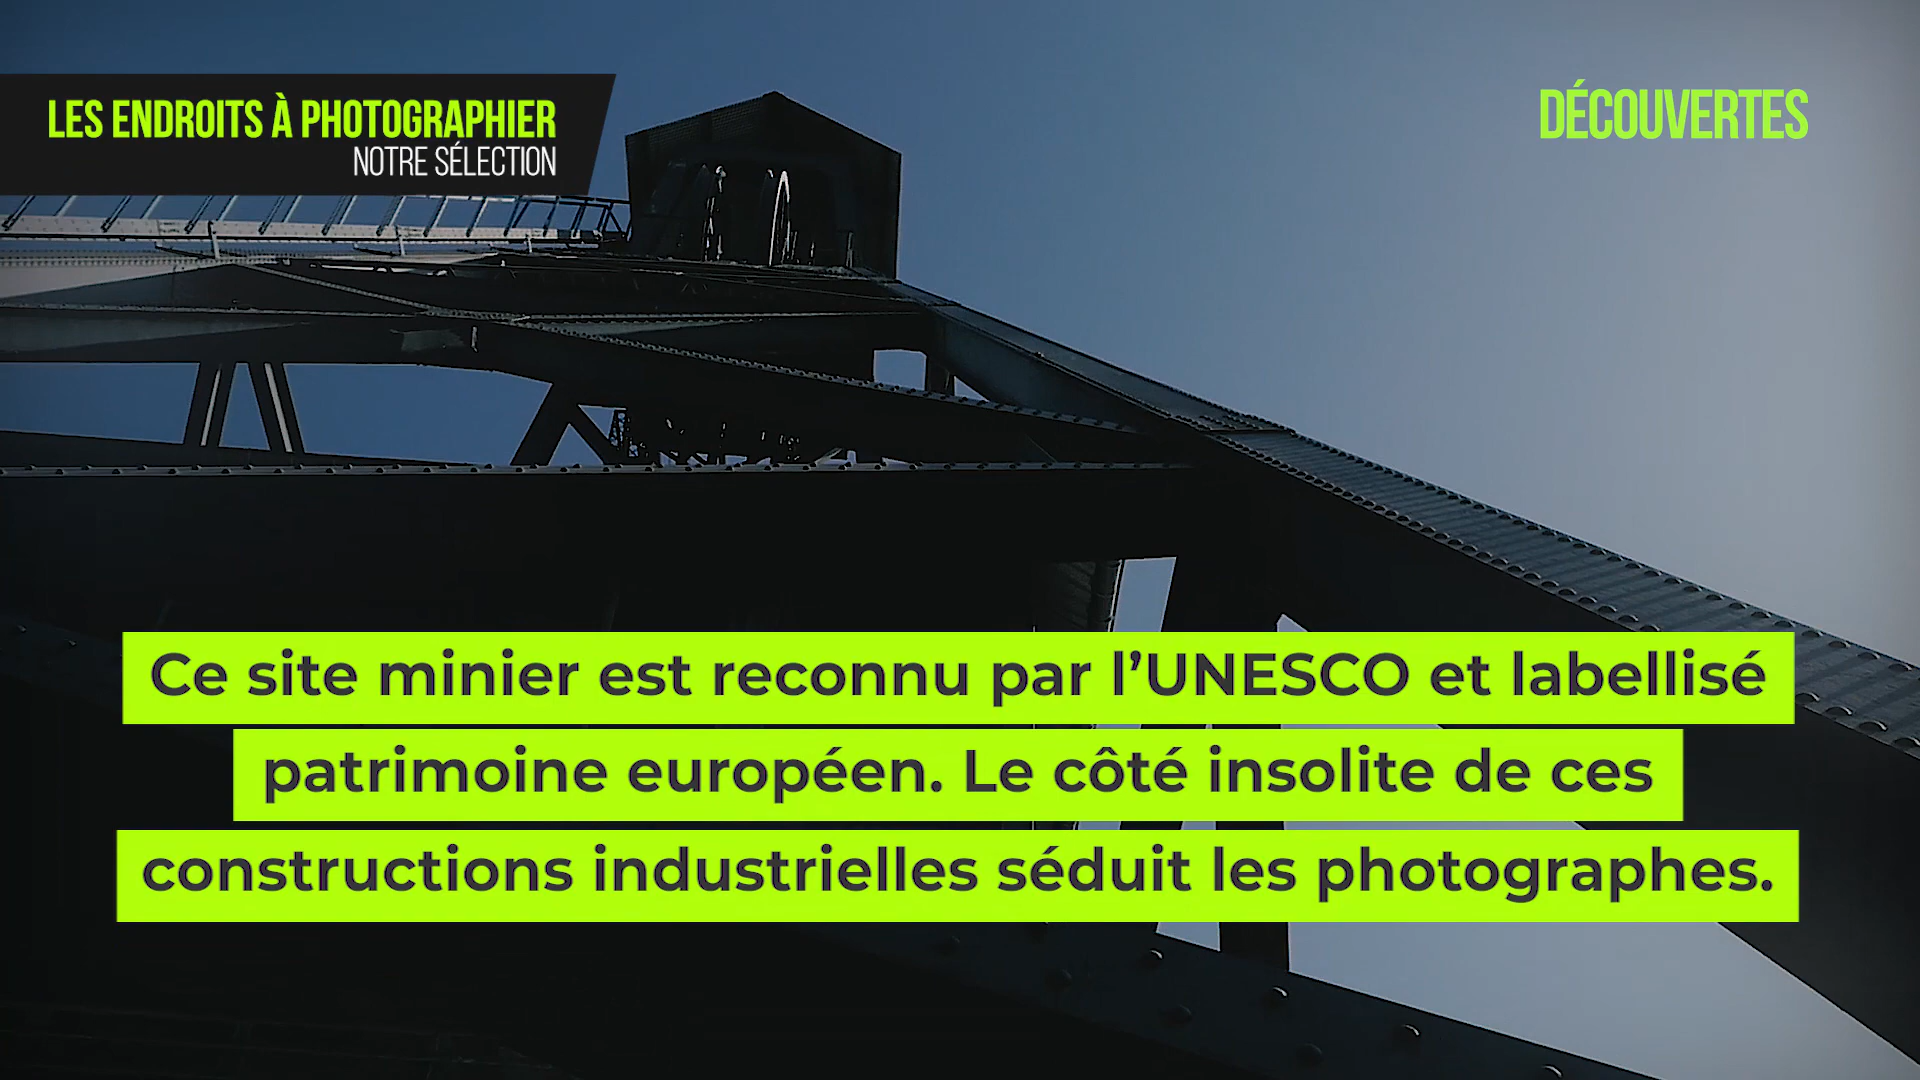 LES ENDROITS À PHOTOGRAPHIER
NOTRE SÉLECTION
DÉCOUVERTES
Ce site minier est reconnu par l’UNESCO et labellisé
patrimoine européen. Le côté insolite de ces
constructions industrielles séduit les photographes.